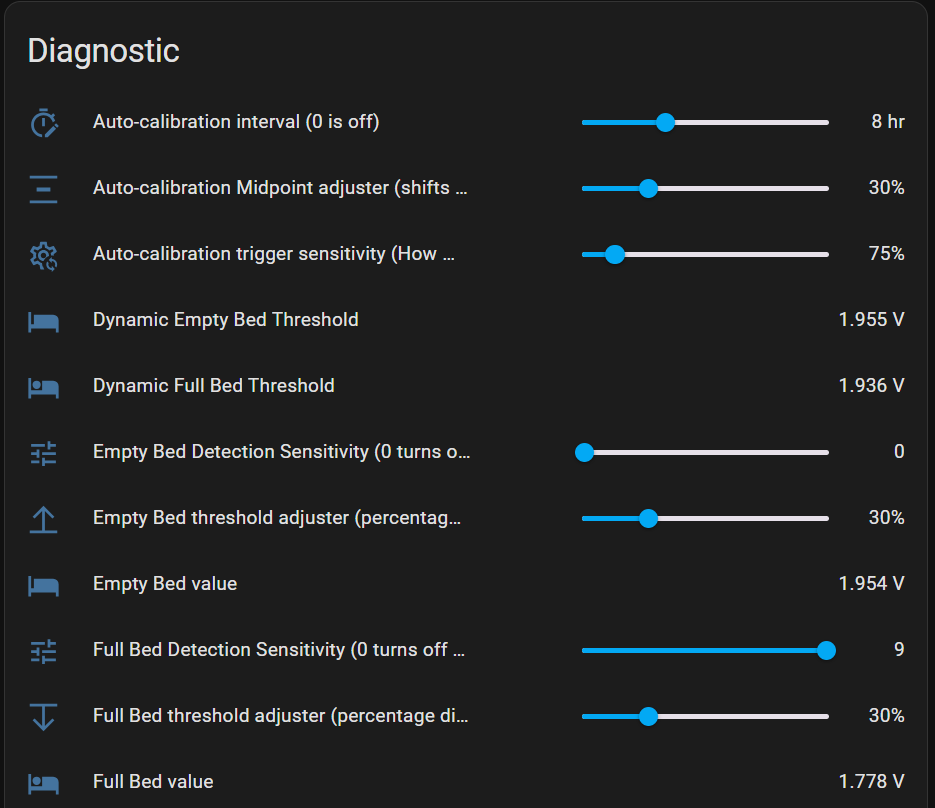 Diagnostic
Auto-calibration interval (0 is off) 8 hr
Auto-calibration Midpoint adjuster (shifts ... 30%
Auto-calibration trigger sensitivity (How ... 75%
Dynamic Empty Bed Threshold 1.955 V
Dynamic Full Bed Threshold 1.936 V
Empty Bed Detection Sensitivity (0 turns o... 0
Empty Bed threshold adjuster (percentag... 30%
Empty Bed value 1.954 V
Full Bed Detection Sensitivity (0 turns off ... 9
Full Bed threshold adjuster (percentage di... 30%
Full Bed value 1.778 V